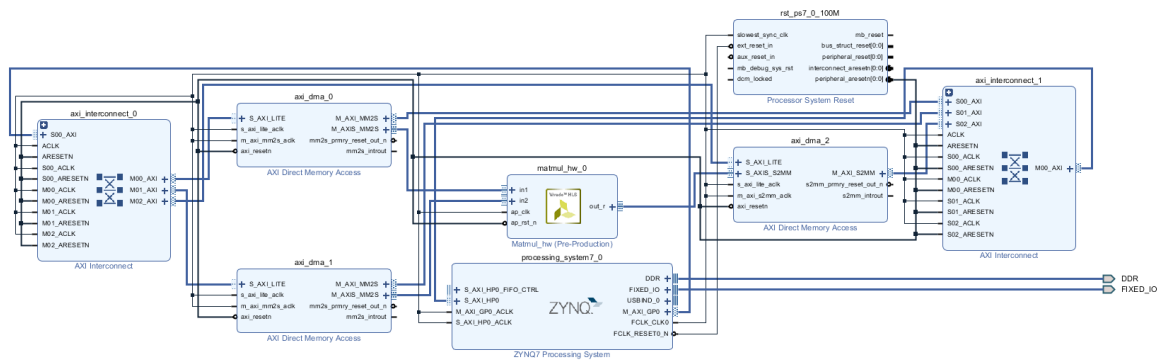 rst_ps7_0_100M
slowest_sync_clk
mb_reset
ext_reset_in
bus_struct_reset[0:0]
aux_reset_in
peripheral_reset[0:0]
mb_debug_sys_rst
interconnect_aresetn[0:0]
dcm_locked
peripheral_aresetn[0:0]
Processor System Reset
axi_interconnect_0
S00_AXI
ACLK
ARESETN
S00_ACLK
S00_ARESETN
M00_AXI
M00_ACLK
M01_AXI
M00_ARESETN
M02_AXI
M01_ACLK
M01_ARESETN
M02_ACLK
M02_ARESETN
AXI Interconnect
axi_dma_0
S_AXI_LITE
M_AXI_MM2S
s_axi_lite_aclk
M_AXIS_MM2S
m_axi_mm2s_aclk
mm2s_prmry_reset_out_n
axi_resetn
mm2s_introut
AXI Direct Memory Access
axi_dma_1
S_AXI_LITE
M_AXI_MM2S
s_axi_lite_aclk
M_AXIS_MM2S
m_axi_mm2s_aclk
mm2s_prmry_reset_out_n
axi_resetn
mm2s_introut
AXI Direct Memory Access
matmul_hw_0
in1
in2
ap_clk
ap_rst_n
out_r
Vivado HLS
Matmul_hw (Pre-Production)
processing_system7_0
DDR
S_AXI_HP0_FIFO_CTRL
FIXED_IO
S_AXI_HP0
USBIND_0
M_AXI_GP0_ACLK
M_AXI_GP0
S_AXI_HP0_ACLK
FCLK_CLK0
FCLK_RESET0_N
ZYNQ
ZYNQ7 Processing System
axi_dma_2
S_AXI_LITE
S_AXIS_S2MM
M_AXI_S2MM
s_axi_lite_aclk
s2mm_prmry_reset_out_n
m_axi_s2mm_aclk
s2mm_introut
axi_resetn
AXI Direct Memory Access
axi_interconnect_1
S00_AXI
S01_AXI
S02_AXI
ACLK
ARESETN
S00_ACLK
S00_ARESETN
M00_AXI
M00_ACLK
M00_ARESETN
S01_ACLK
S01_ARESETN
S02_ACLK
S02_ARESETN
AXI Interconnect
DDR
FIXED_IO